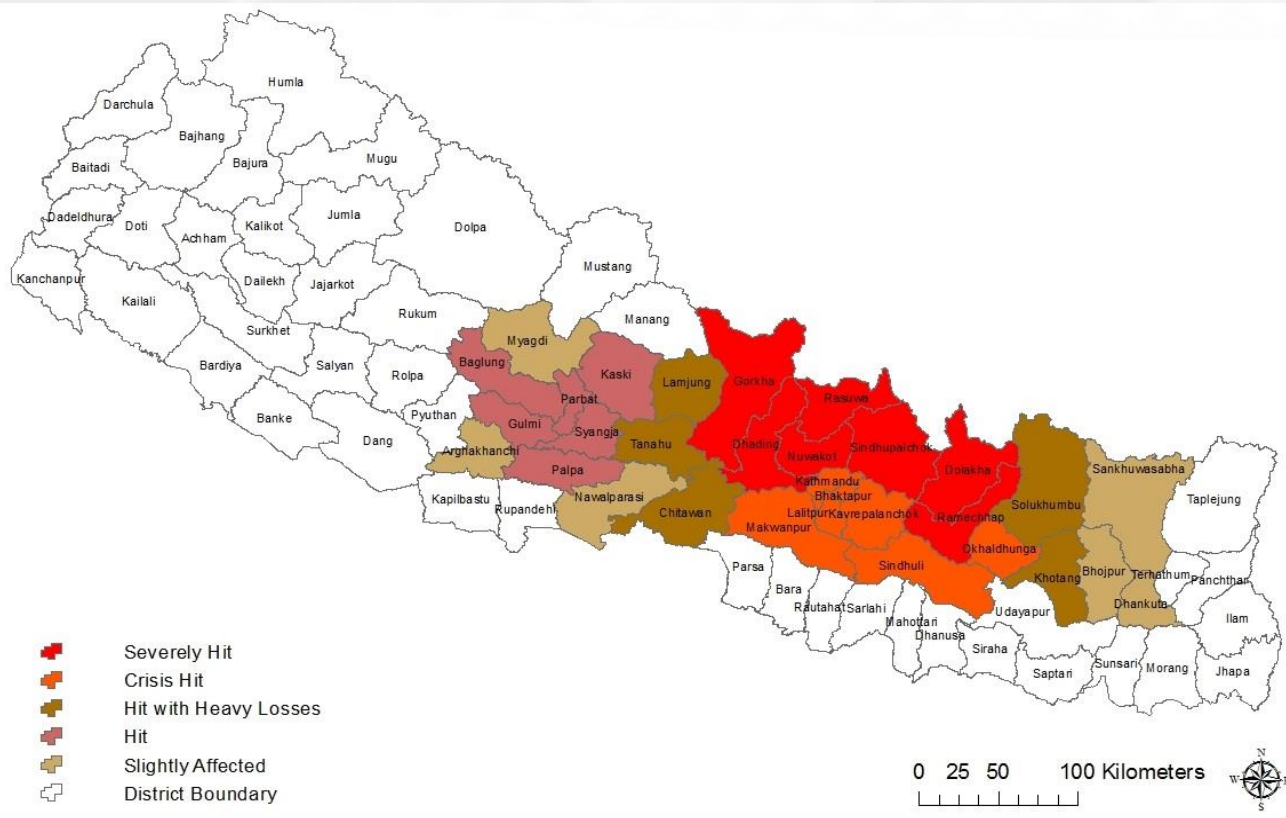 Humla
Darchula
Bajhang
Bajura
Mugu
Baitadi
Dadeldhura
Doti
Achham
Kalikot
Jumla
Dolpa
Mustang
Kanchanpur
Kailali
Dailekh
Jajarkot
Rukum
Manang
Surkhet
Bardiya
Salyan
Rolpa
Myagdi
Baglung
Kaski
Lamjung
Gorkha
Rasuwa
Parbat
Banke
Pyuthan
Gulmi
Syangja
Tanahu
Dhading
Nuwakot
Sindhupalchok
Dolakha
Sankhuwasabha
Dang
Arghakhanchi
Palpa
Kathmandu
Bhaktapur
Solukhumbu
Taplejung
Kapilbastu
Rupandehi
Nawalparasi
Chitawan
Makwanpur
Lalitpur
Kavrepalanchok
Ramechhap
Okhaldhunga
Sindhuli
Khotang
Bhojpur
Terhathum
Panchthar
Dhankuta
Parsa
Bara
Rautahat
Sarlahi
Mahottari
Dhanusa
Siraha
Udayapur
Saptari
Sunsari
Morang
Ilam
Jhapa
Severely Hit
Crisis Hit
Hit with Heavy Losses
Hit
Slightly Affected
District Boundary
0 25 50 100 Kilometers
N
W E
S